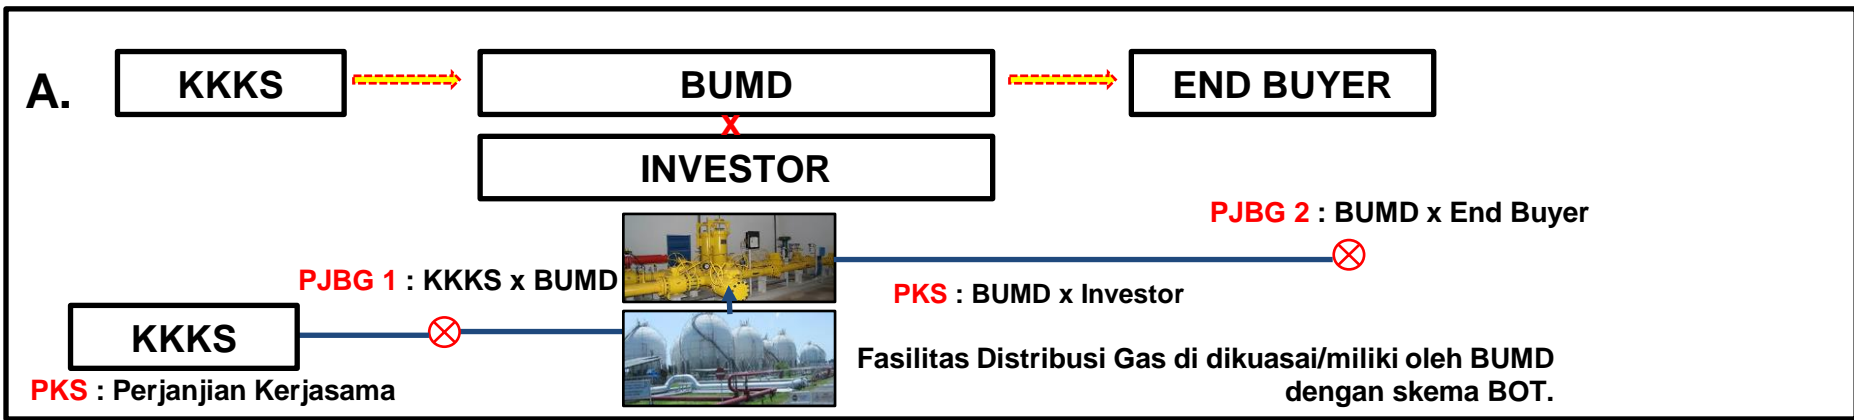 A.
KKKS
BUMD
END BUYER
x
INVESTOR
PJBG 2 : BUMD x End Buyer
PJBG 1 : KKKS x BUMD
PKS : BUMD x Investor
KKKS
Fasilitas Distribusi Gas di dikuasai/miliki oleh BUMD
dengan skema BOT.
PKS : Perjanjian Kerjasama